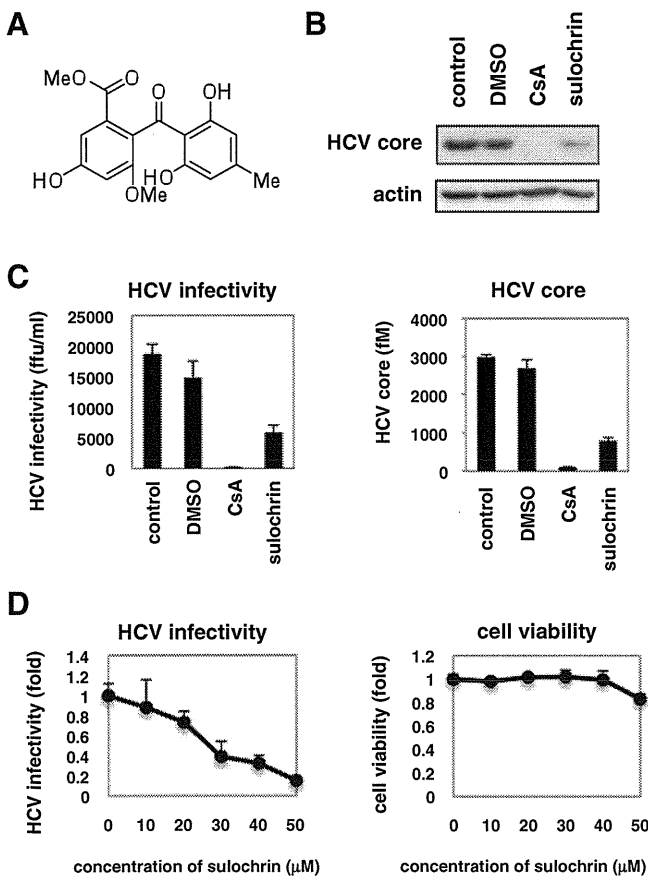 A
MeO
O
O
OH
HO
OMe
HO
Me
B
control
DMSO
CsA
sulochrin
HCV core
actin
C
HCV infectivity
HCV infectivity (ffu/ml)
25000
20000
15000
10000
5000
0
control
DMSO
CsA
sulochrin
HCV core
HCV core (fM)
4000
3000
2000
1000
0
control
DMSO
CsA
sulochrin
D
HCV infectivity
HCV infectivity (fold)
1.4
1.2
1
0.8
0.6
0.4
0.2
0
0 10 20 30 40 50
concentration of sulochrin (μM)
cell viability
cell viability (fold)
1.2
1
0.8
0.6
0.4
0.2
0
0 10 20 30 40 50
concentration of sulochrin (μM)